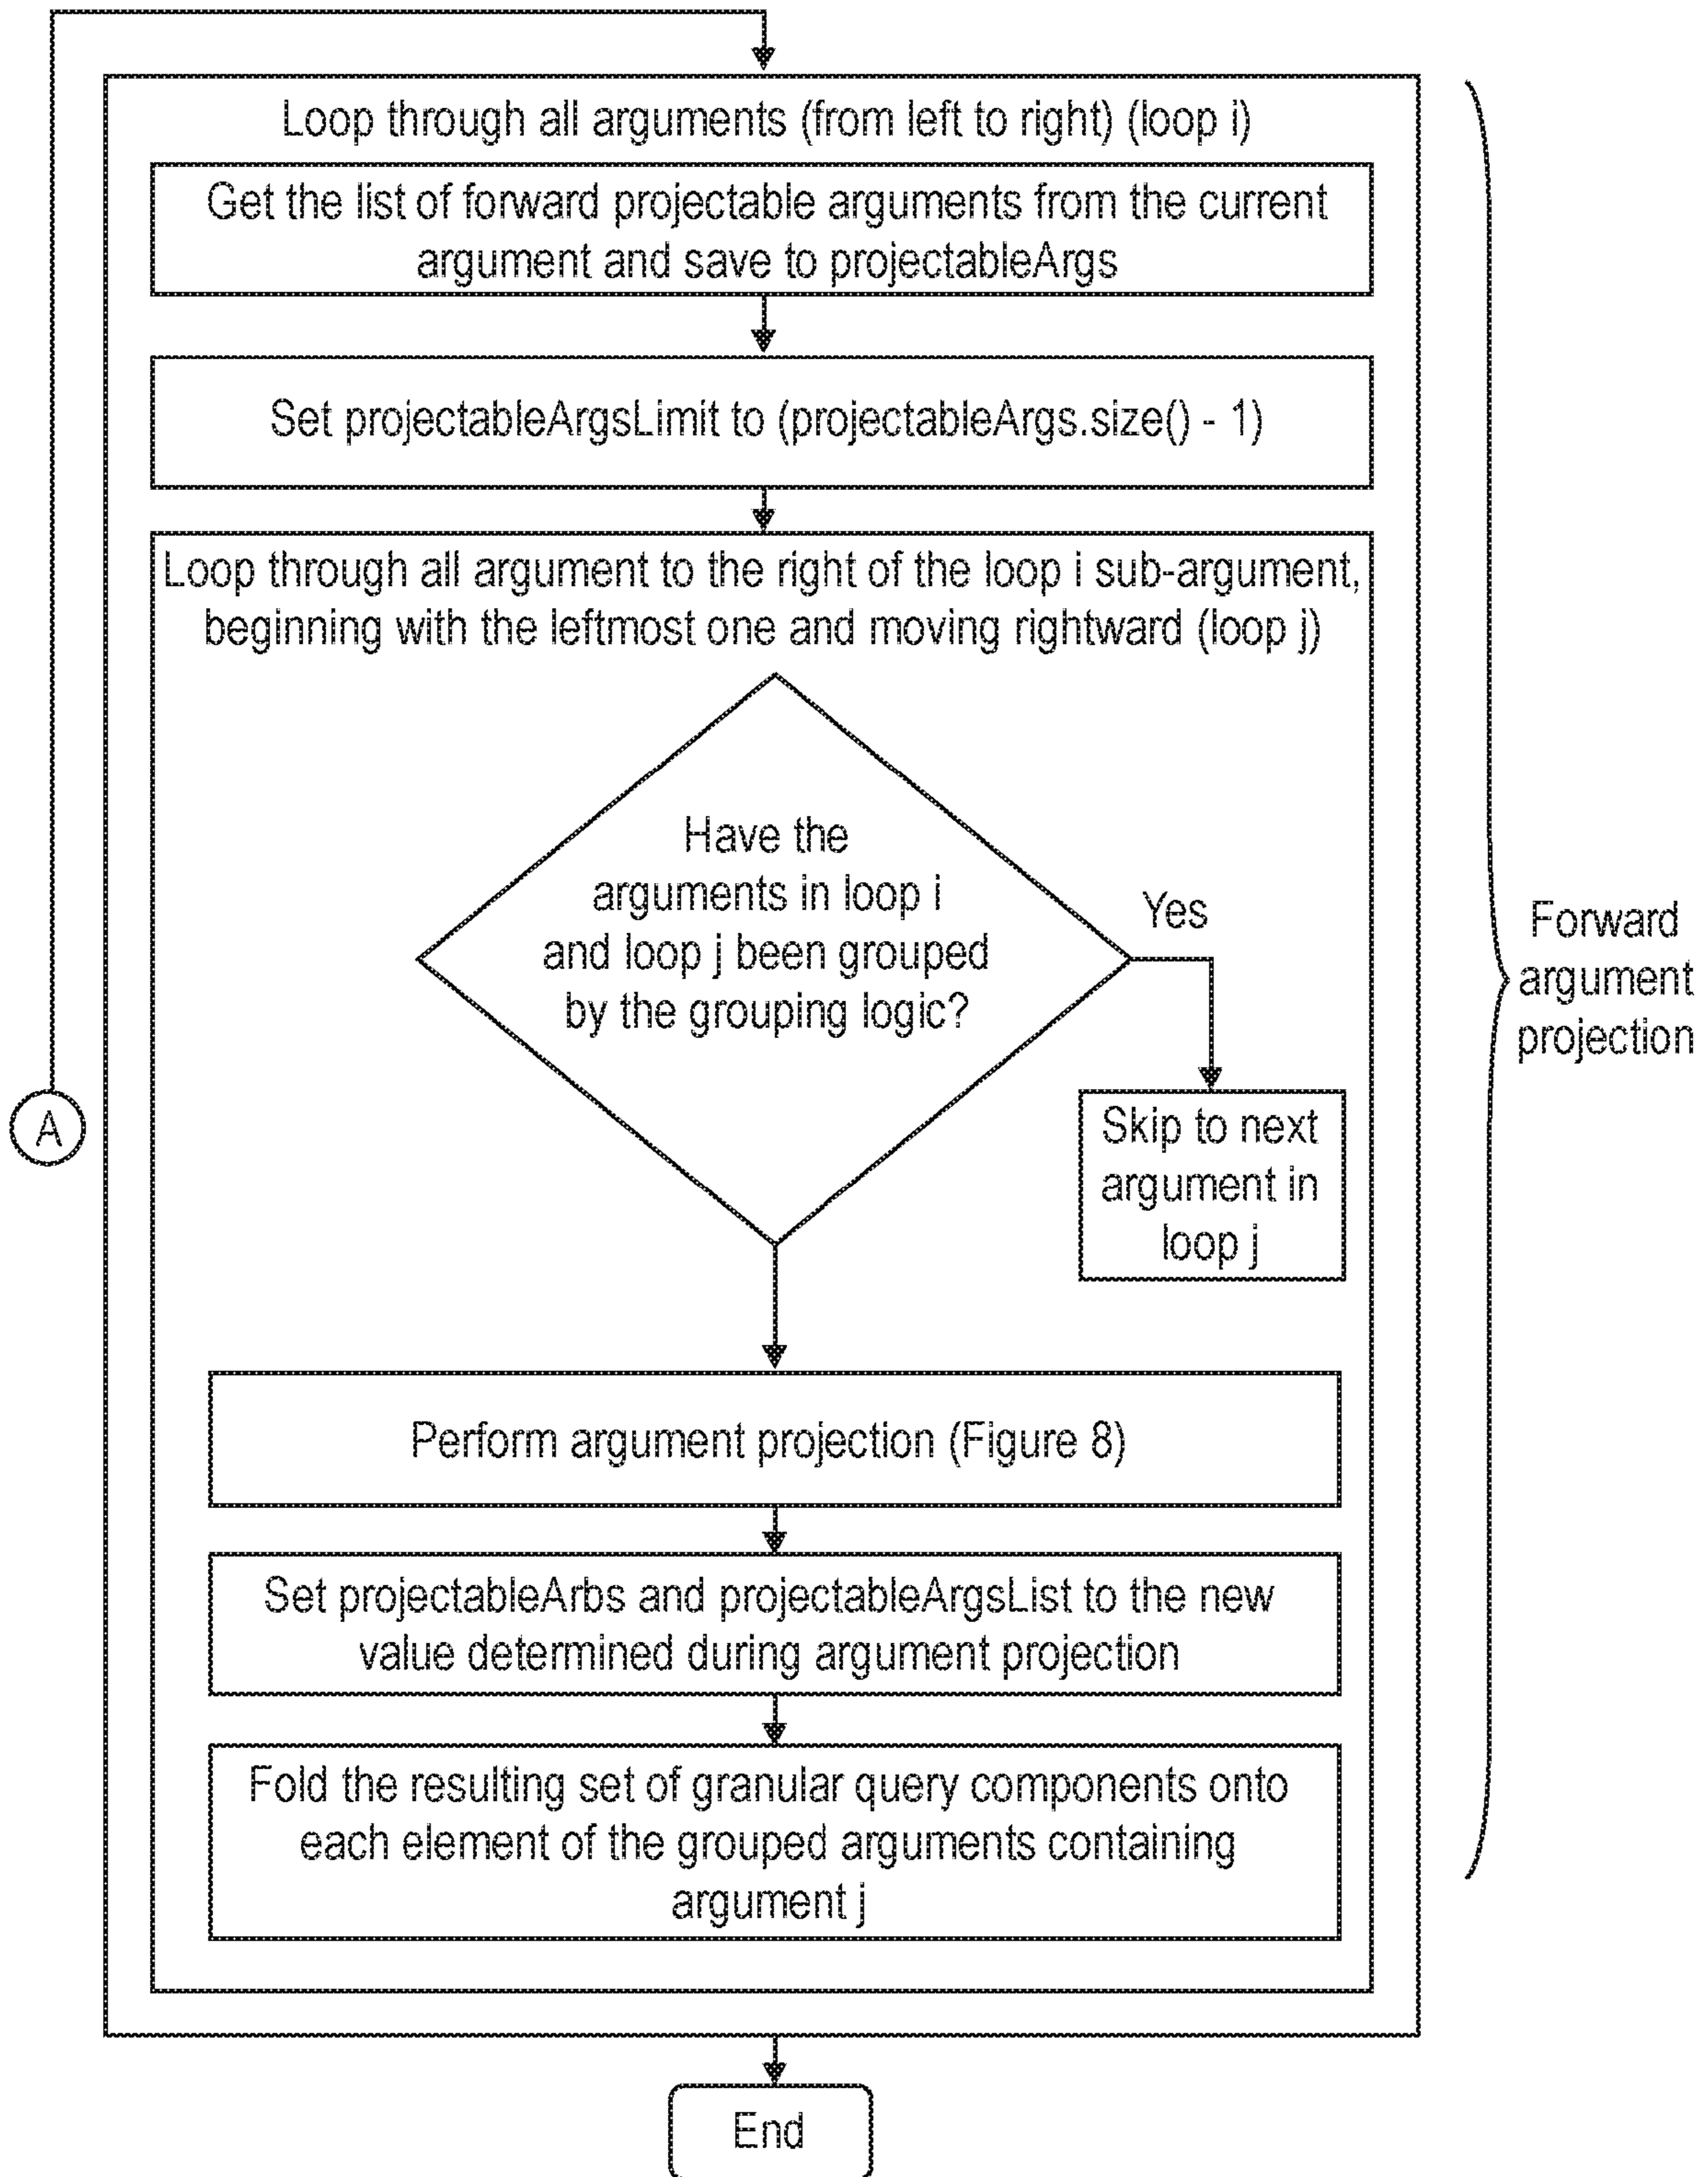 Loop through all arguments (from left to right) (loop i)
Get the list of forward projectable arguments from the current
argument and save to projectableArgs
Set projectableArgsLimit to (projectableArgs.size() - 1)
Loop through all argument to the right of the loop i sub-argument,
beginning with the leftmost one and moving rightward (loop j)
Have the
arguments in loop i
and loop j been grouped
by the grouping logic?
Yes
Skip to next
argument in
loop j
Perform argument projection (Figure 8)
Set projectableArbs and projectableArgsList to the new
value determined during argument projection
Fold the resulting set of granular query components onto
each element of the grouped arguments containing
argument j
End
A
Forward
argument
projection